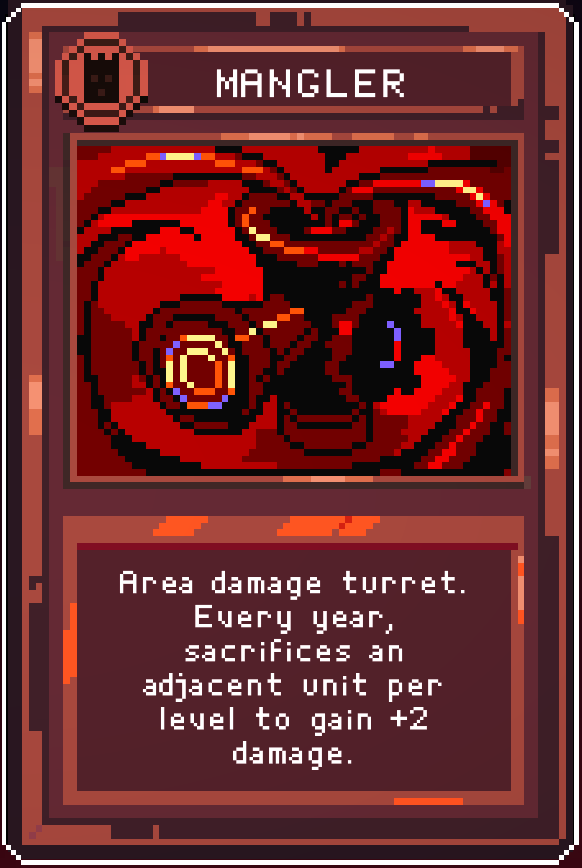 MANGLER
Area damage turret.
Every year,
sacrifices an
adjacent unit per
level to gain +2
damage.